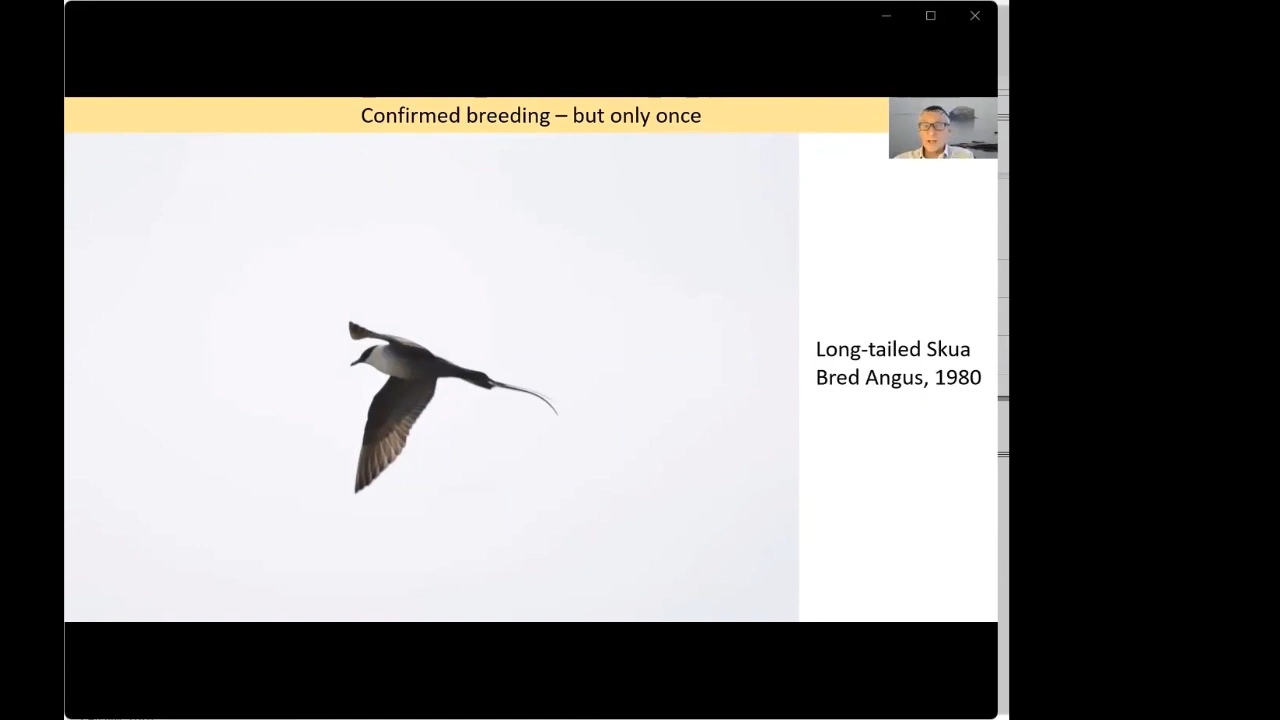 Confirmed breeding – but only once
Long-tailed Skua
Bred Angus, 1980